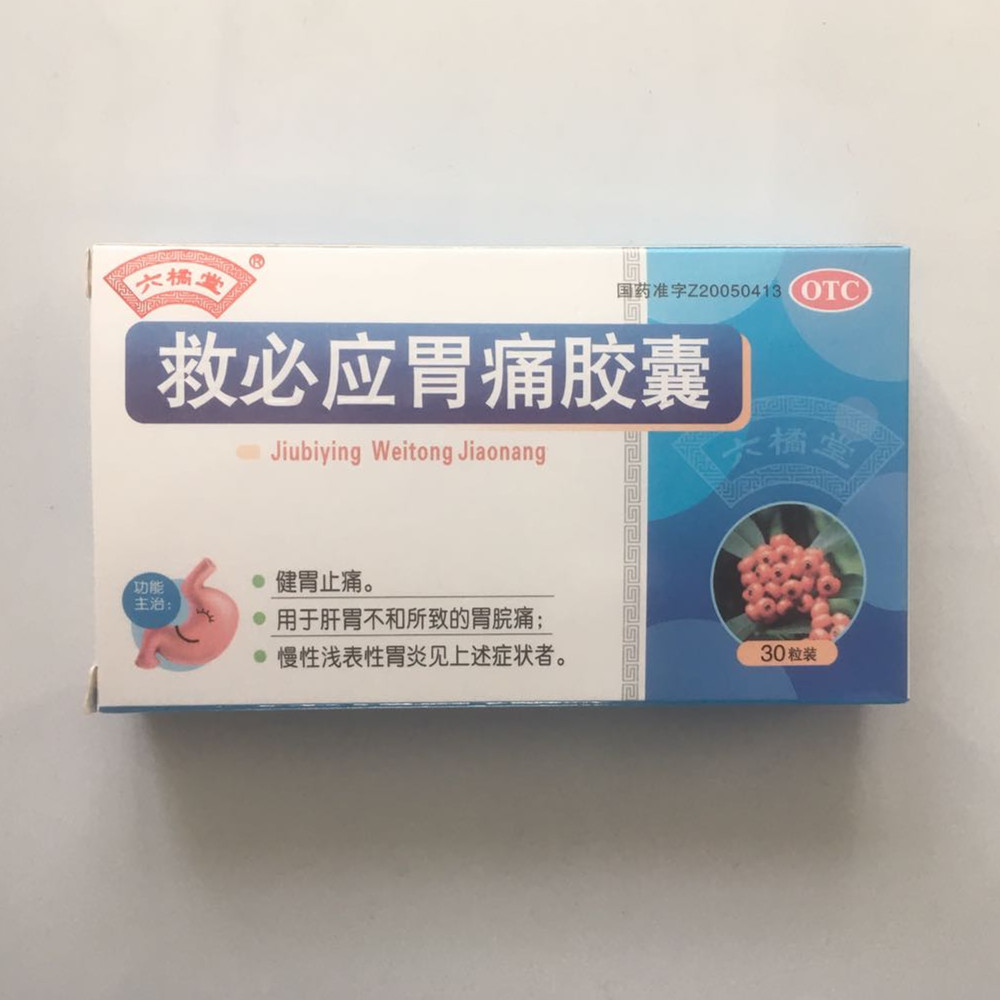 六橘堂®
国药准字Z20050413 OTC
救必应胃痛胶囊
Jiubiying Weitong Jiaonang
六橘堂
功能
主治:
健胃止痛。
用于肝胃不和所致的胃脘痛;
慢性浅表性胃炎见上述症状者。
30粒装